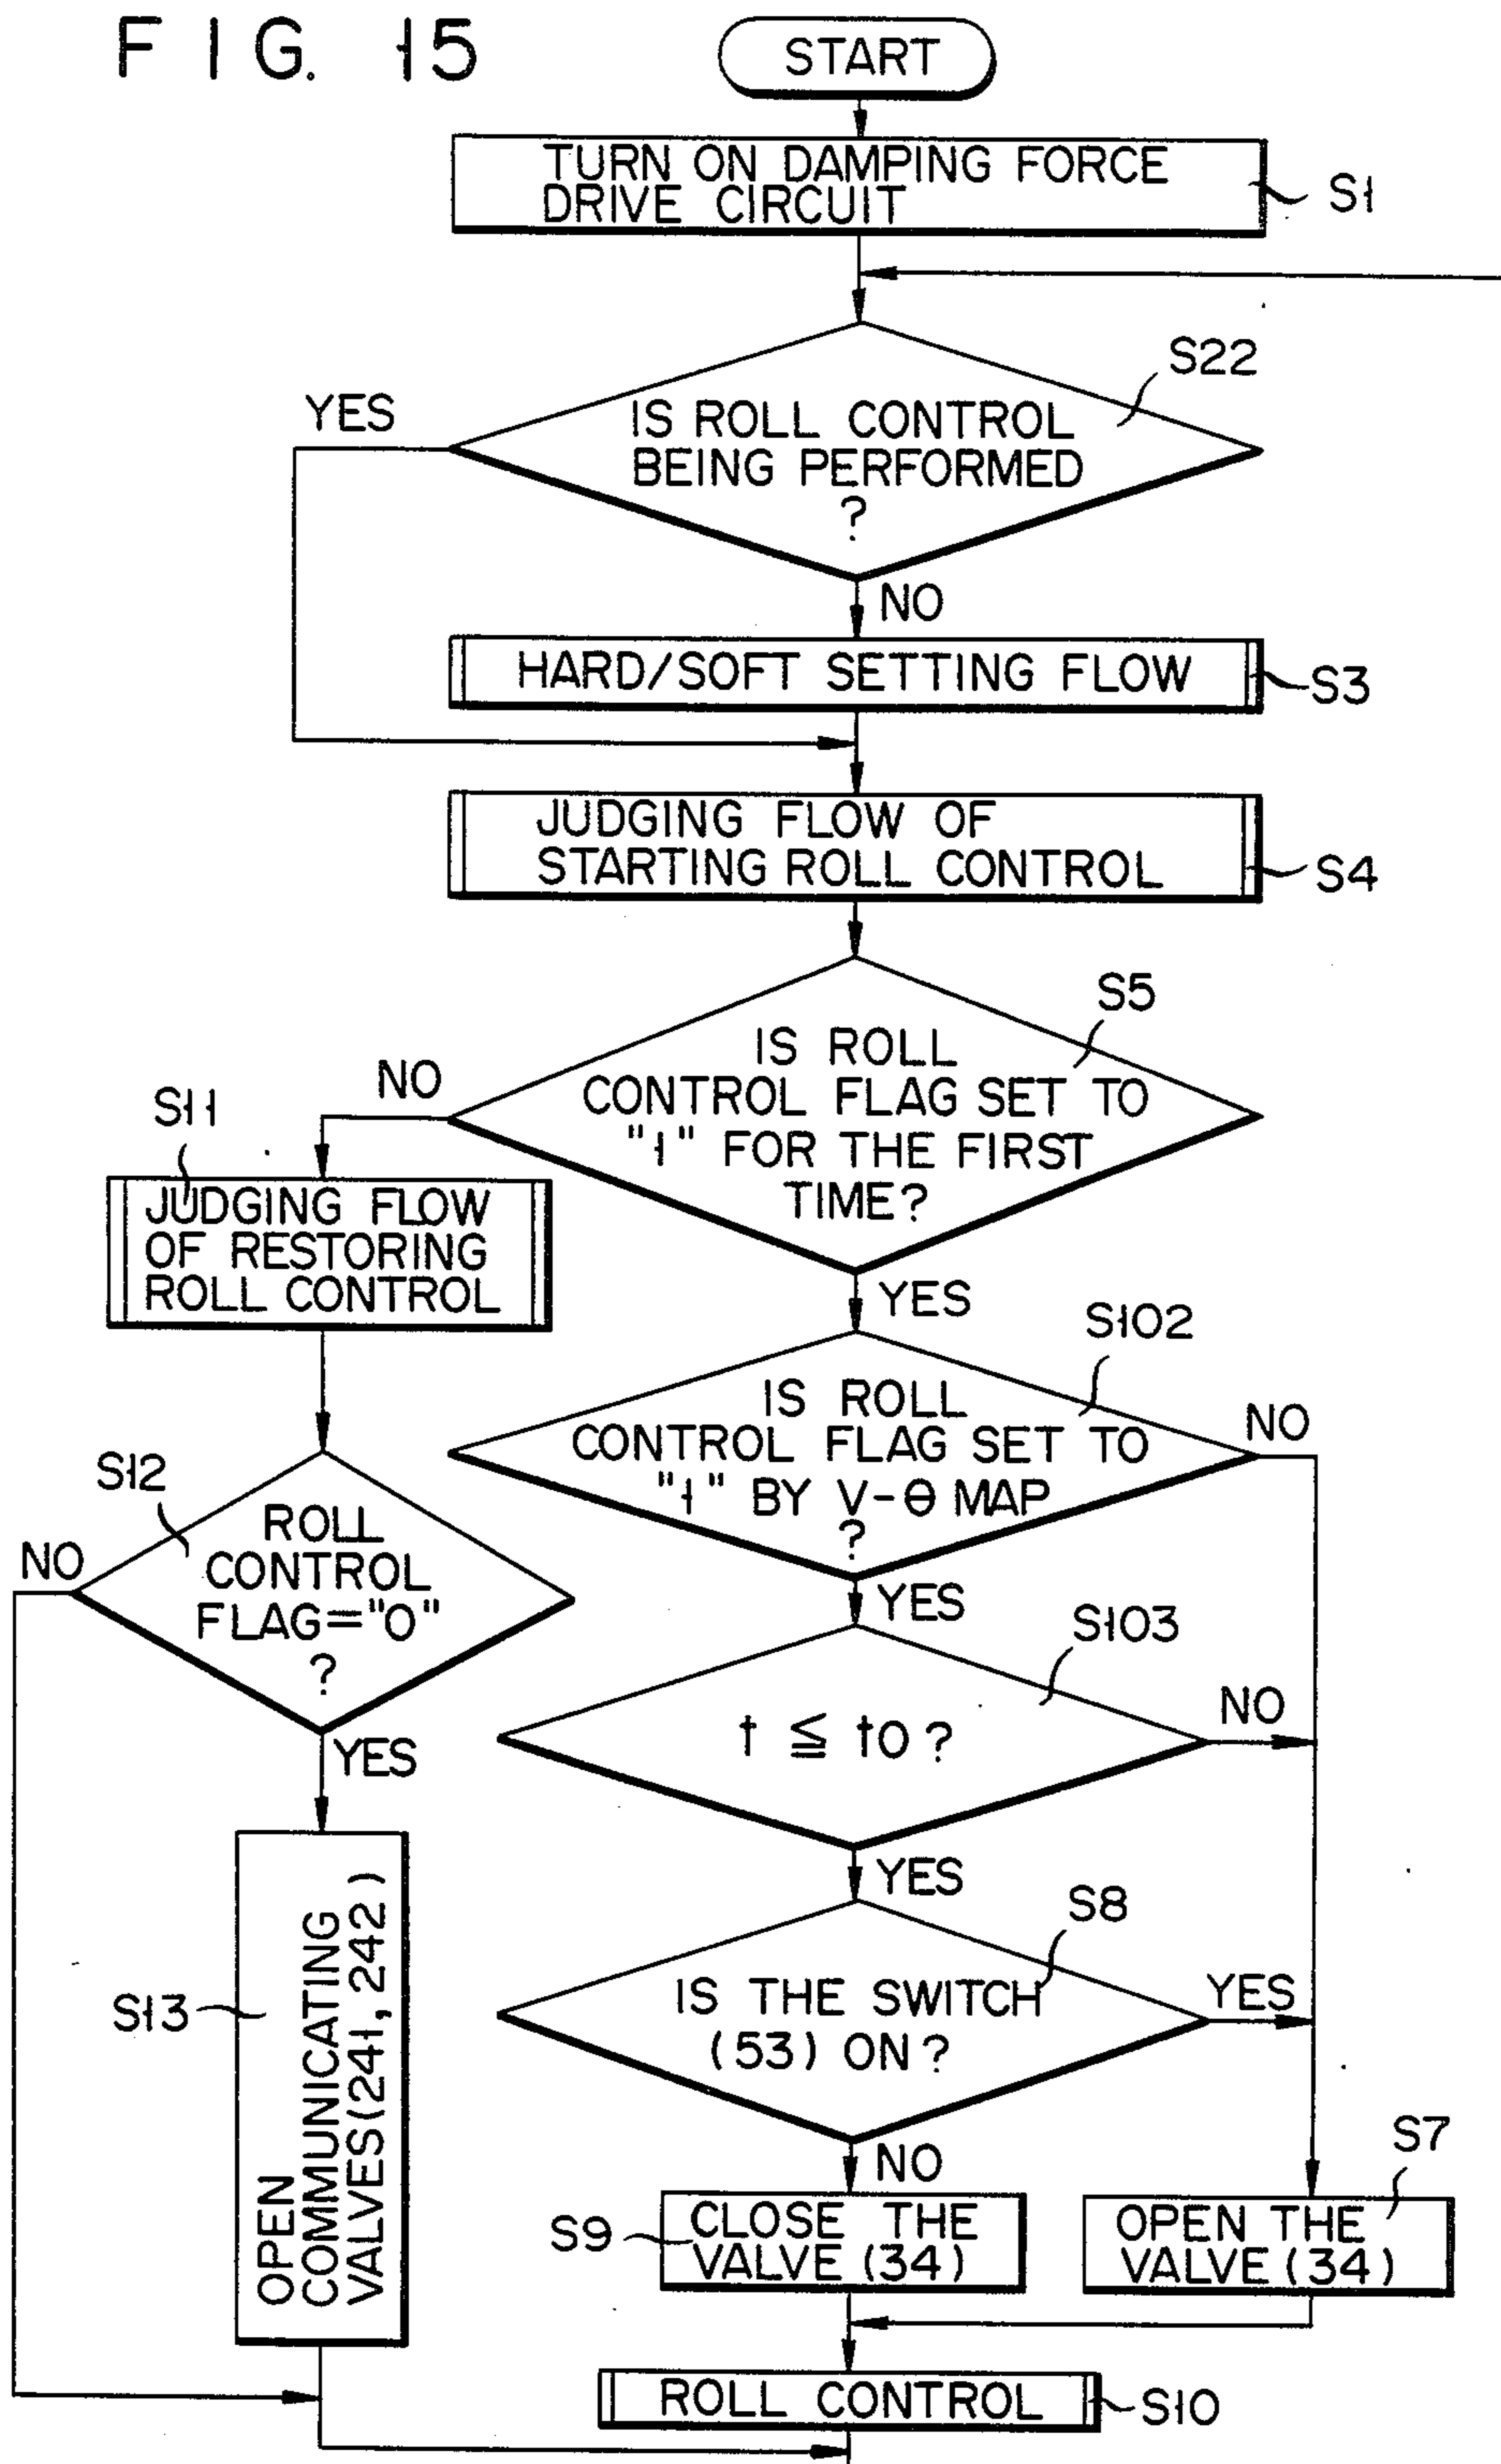 FIG. 15
START
TURN ON DAMPING FORCE
DRIVE CIRCUIT
S1
S22
YES
IS ROLL CONTROL
BEING PERFORMED
?
NO
HARD/SOFT SETTING FLOW
S3
JUDGING FLOW OF
STARTING ROLL CONTROL
S4
S5
IS ROLL
CONTROL FLAG SET TO
"1" FOR THE FIRST
TIME?
NO
S11
JUDGING FLOW
OF RESTORING
ROLL CONTROL
YES
S102
IS ROLL
CONTROL FLAG SET TO
"1" BY V-θ MAP
?
NO
S12
ROLL
CONTROL
FLAG="0"
?
NO
YES
S103
t ≦ t0 ?
NO
YES
YES
S8
IS THE SWITCH
(53) ON ?
YES
S13
OPEN
COMMUNICATING
VALVES(241, 242)
NO
S7
S9
CLOSE THE
VALVE (34)
OPEN THE
VALVE (34)
ROLL CONTROL
S10